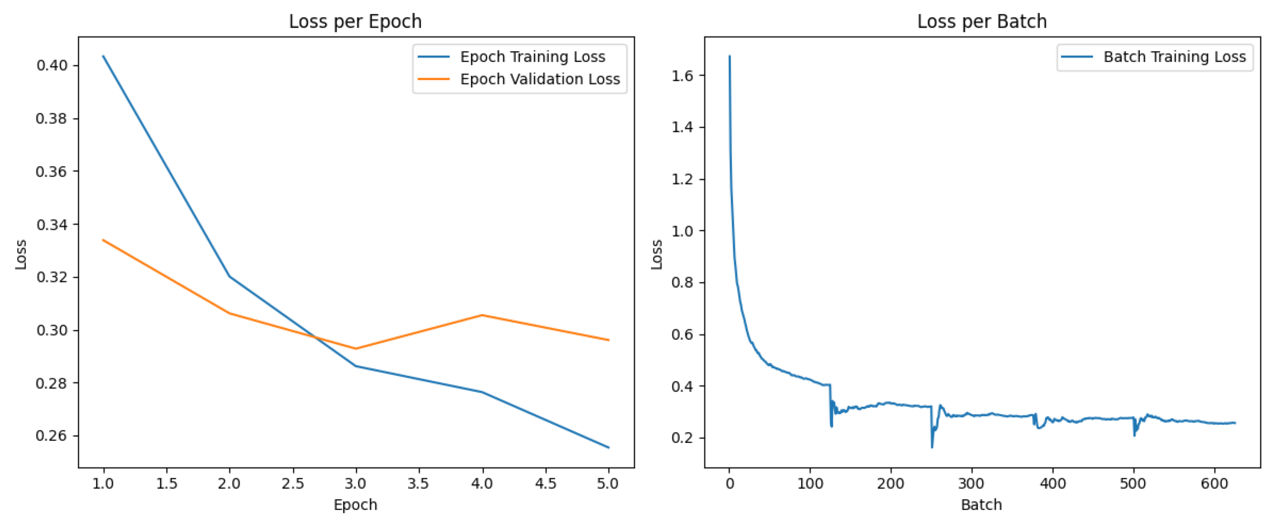 Loss per Epoch
Epoch Training Loss
Epoch Validation Loss
0.40
0.38
0.36
0.34
0.32
0.30
0.28
0.26
Loss
1.0 1.5 2.0 2.5 3.0 3.5 4.0 4.5 5.0
Epoch
Loss per Batch
Batch Training Loss
1.6
1.4
1.2
1.0
0.8
0.6
0.4
0.2
Loss
0 100 200 300 400 500 600
Batch